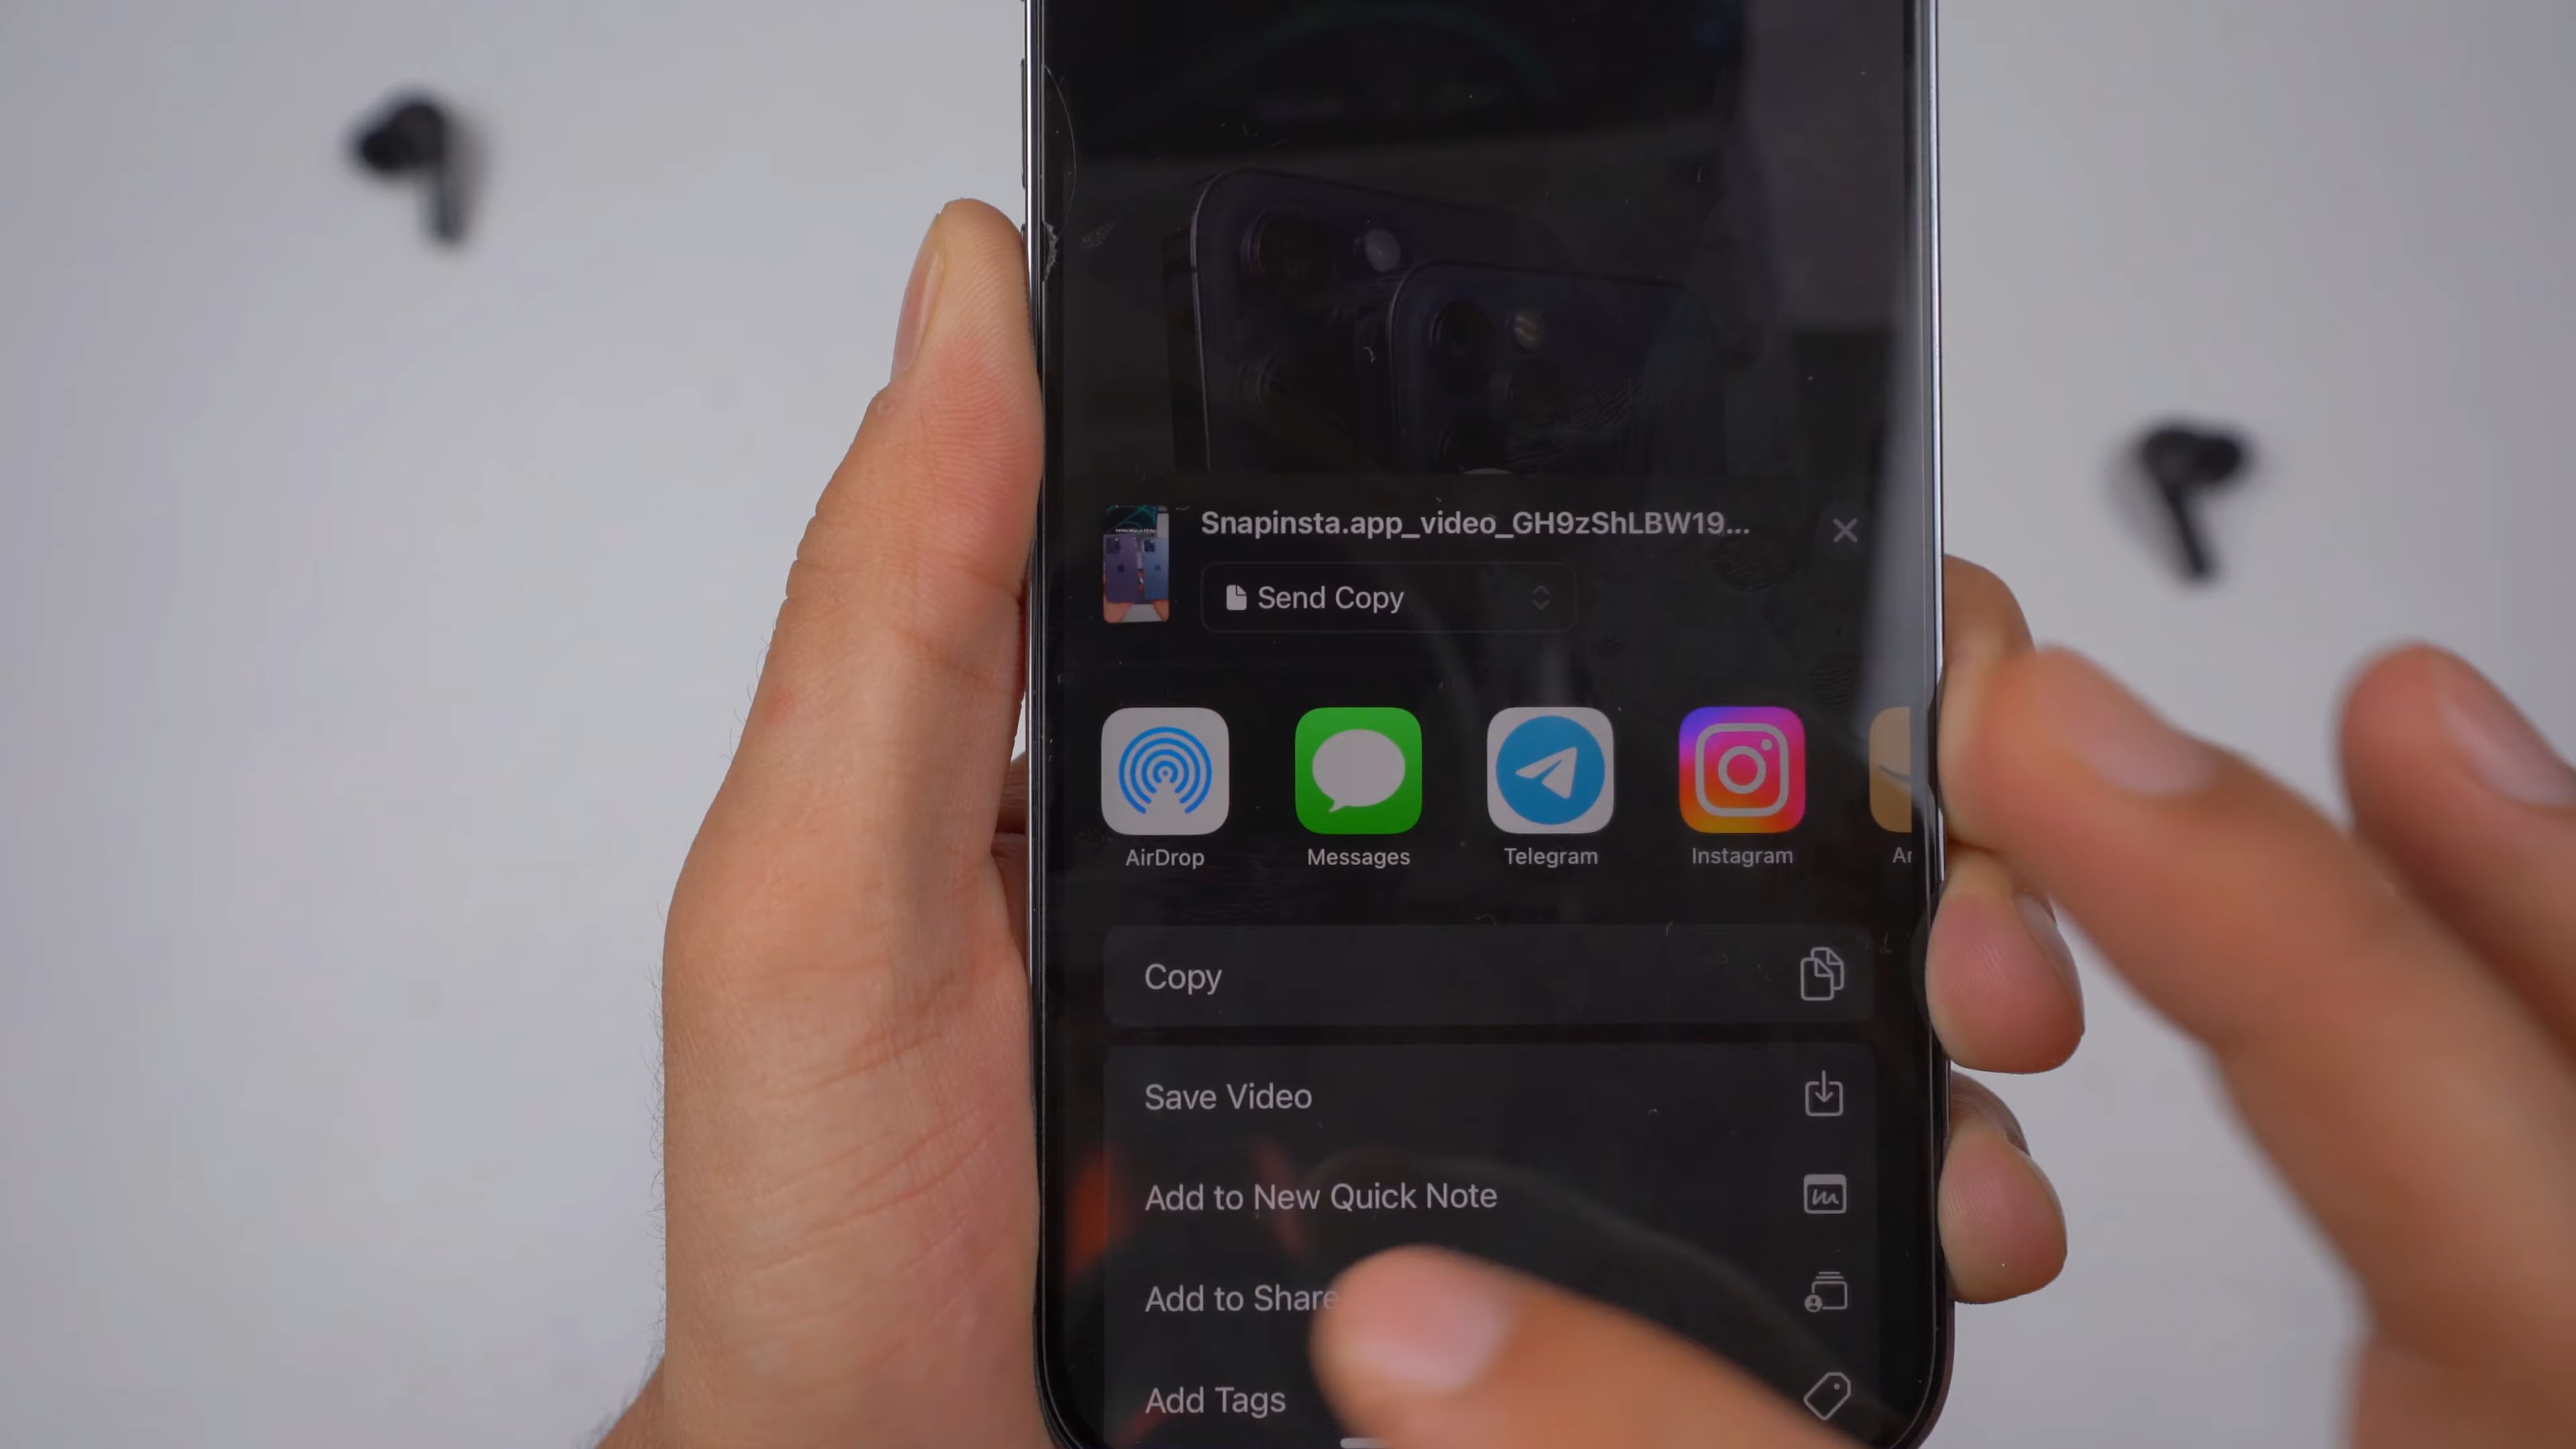 Snapinsta.app_video_GH9zShLBW19...
Send Copy
AirDrop
Messages
Telegram
Instagram
Copy
Save Video
Add to New Quick Note
Add to Share
Add Tags